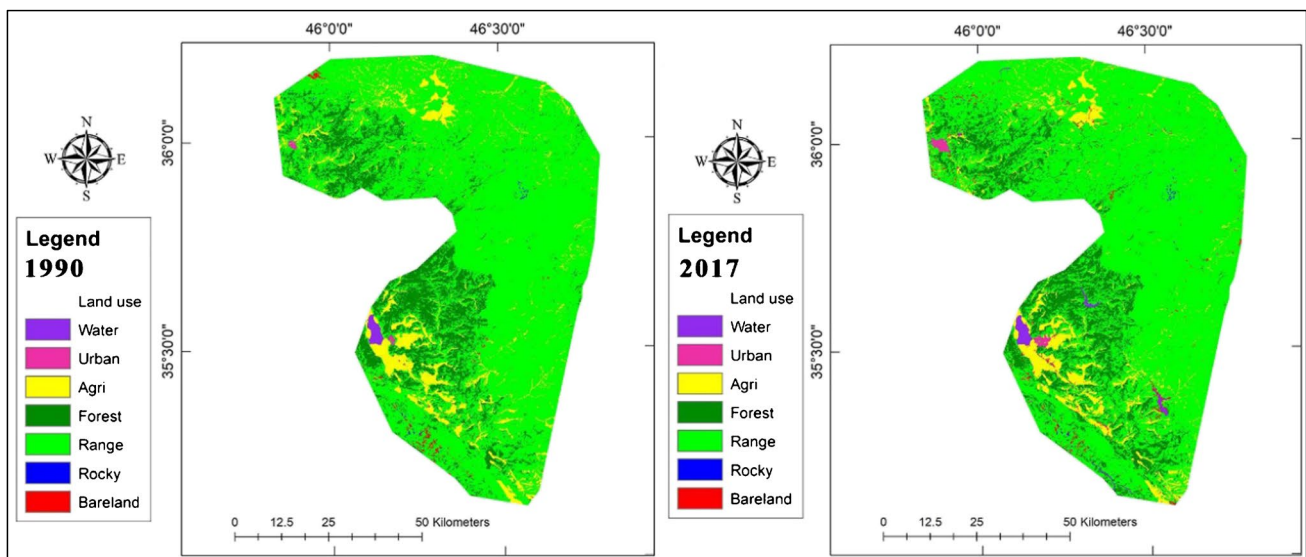 46°0'0" 46°30'0"
36°0'0"
35°30'0"
N
W E
S
Legend
1990
Land use
Water
Urban
Agri
Forest
Range
Rocky
Bareland
0 12.5 25 50 Kilometers
46°0'0" 46°30'0"
36°0'0"
35°30'0"
N
W E
S
Legend
2017
Land use
Water
Urban
Agri
Forest
Range
Rocky
Bareland
0 12.5 25 50 Kilometers